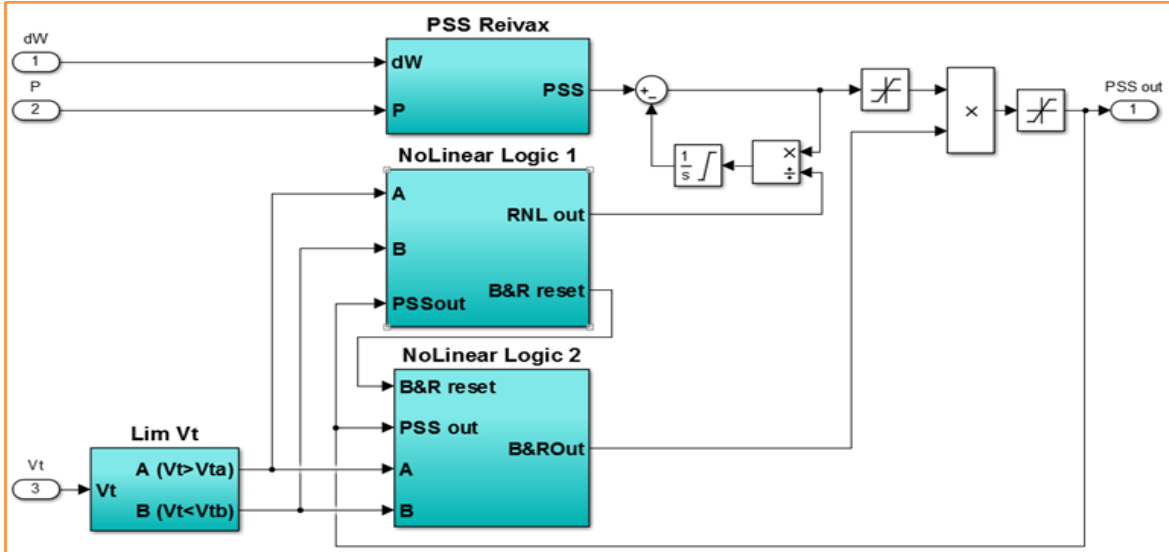 PSS Reivax
dW
1
P
2
dW
P
PSS
+
-
×
PSS out
1
1
s
×
÷
NoLinear Logic 1
A
B
PSSout
RNL out
B&R reset
NoLinear Logic 2
B&R reset
PSS out
A
B
B&ROut
Lim Vt
Vt
3
Vt
A (Vt>Vta)
B (Vt<Vtb)